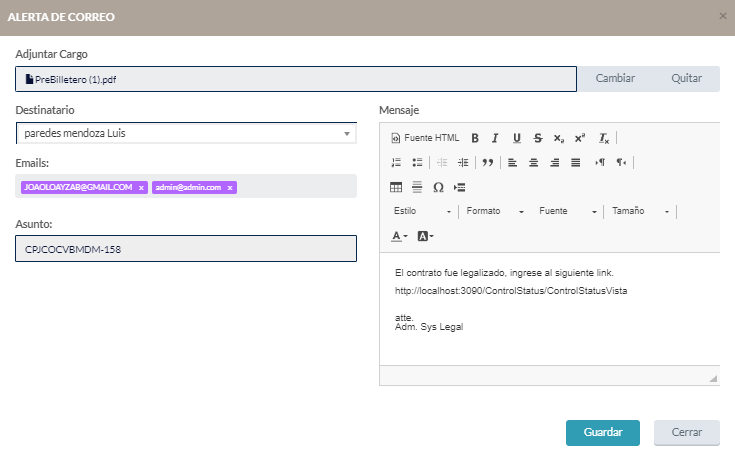 ALERTA DE CORREO ×
Adjuntar Cargo
PreBilletero (1).pdf Cambiar Quitar
Destinatario
paredes mendoza Luis
Emails:
JOAOLOAYZAB@GMAIL.COM x admin@admin.com x
Asunto:
CPJCOCVBMDM-158
Mensaje
Fuente HTML B I U S x₂ x² Tx
Estilo Formato Fuente Tamaño
A A
El contrato fue legalizado, ingrese al siguiente link.
http://localhost:3090/ControlStatus/ControlStatusVista
atte.
Adm. Sys Legal
Guardar Cerrar